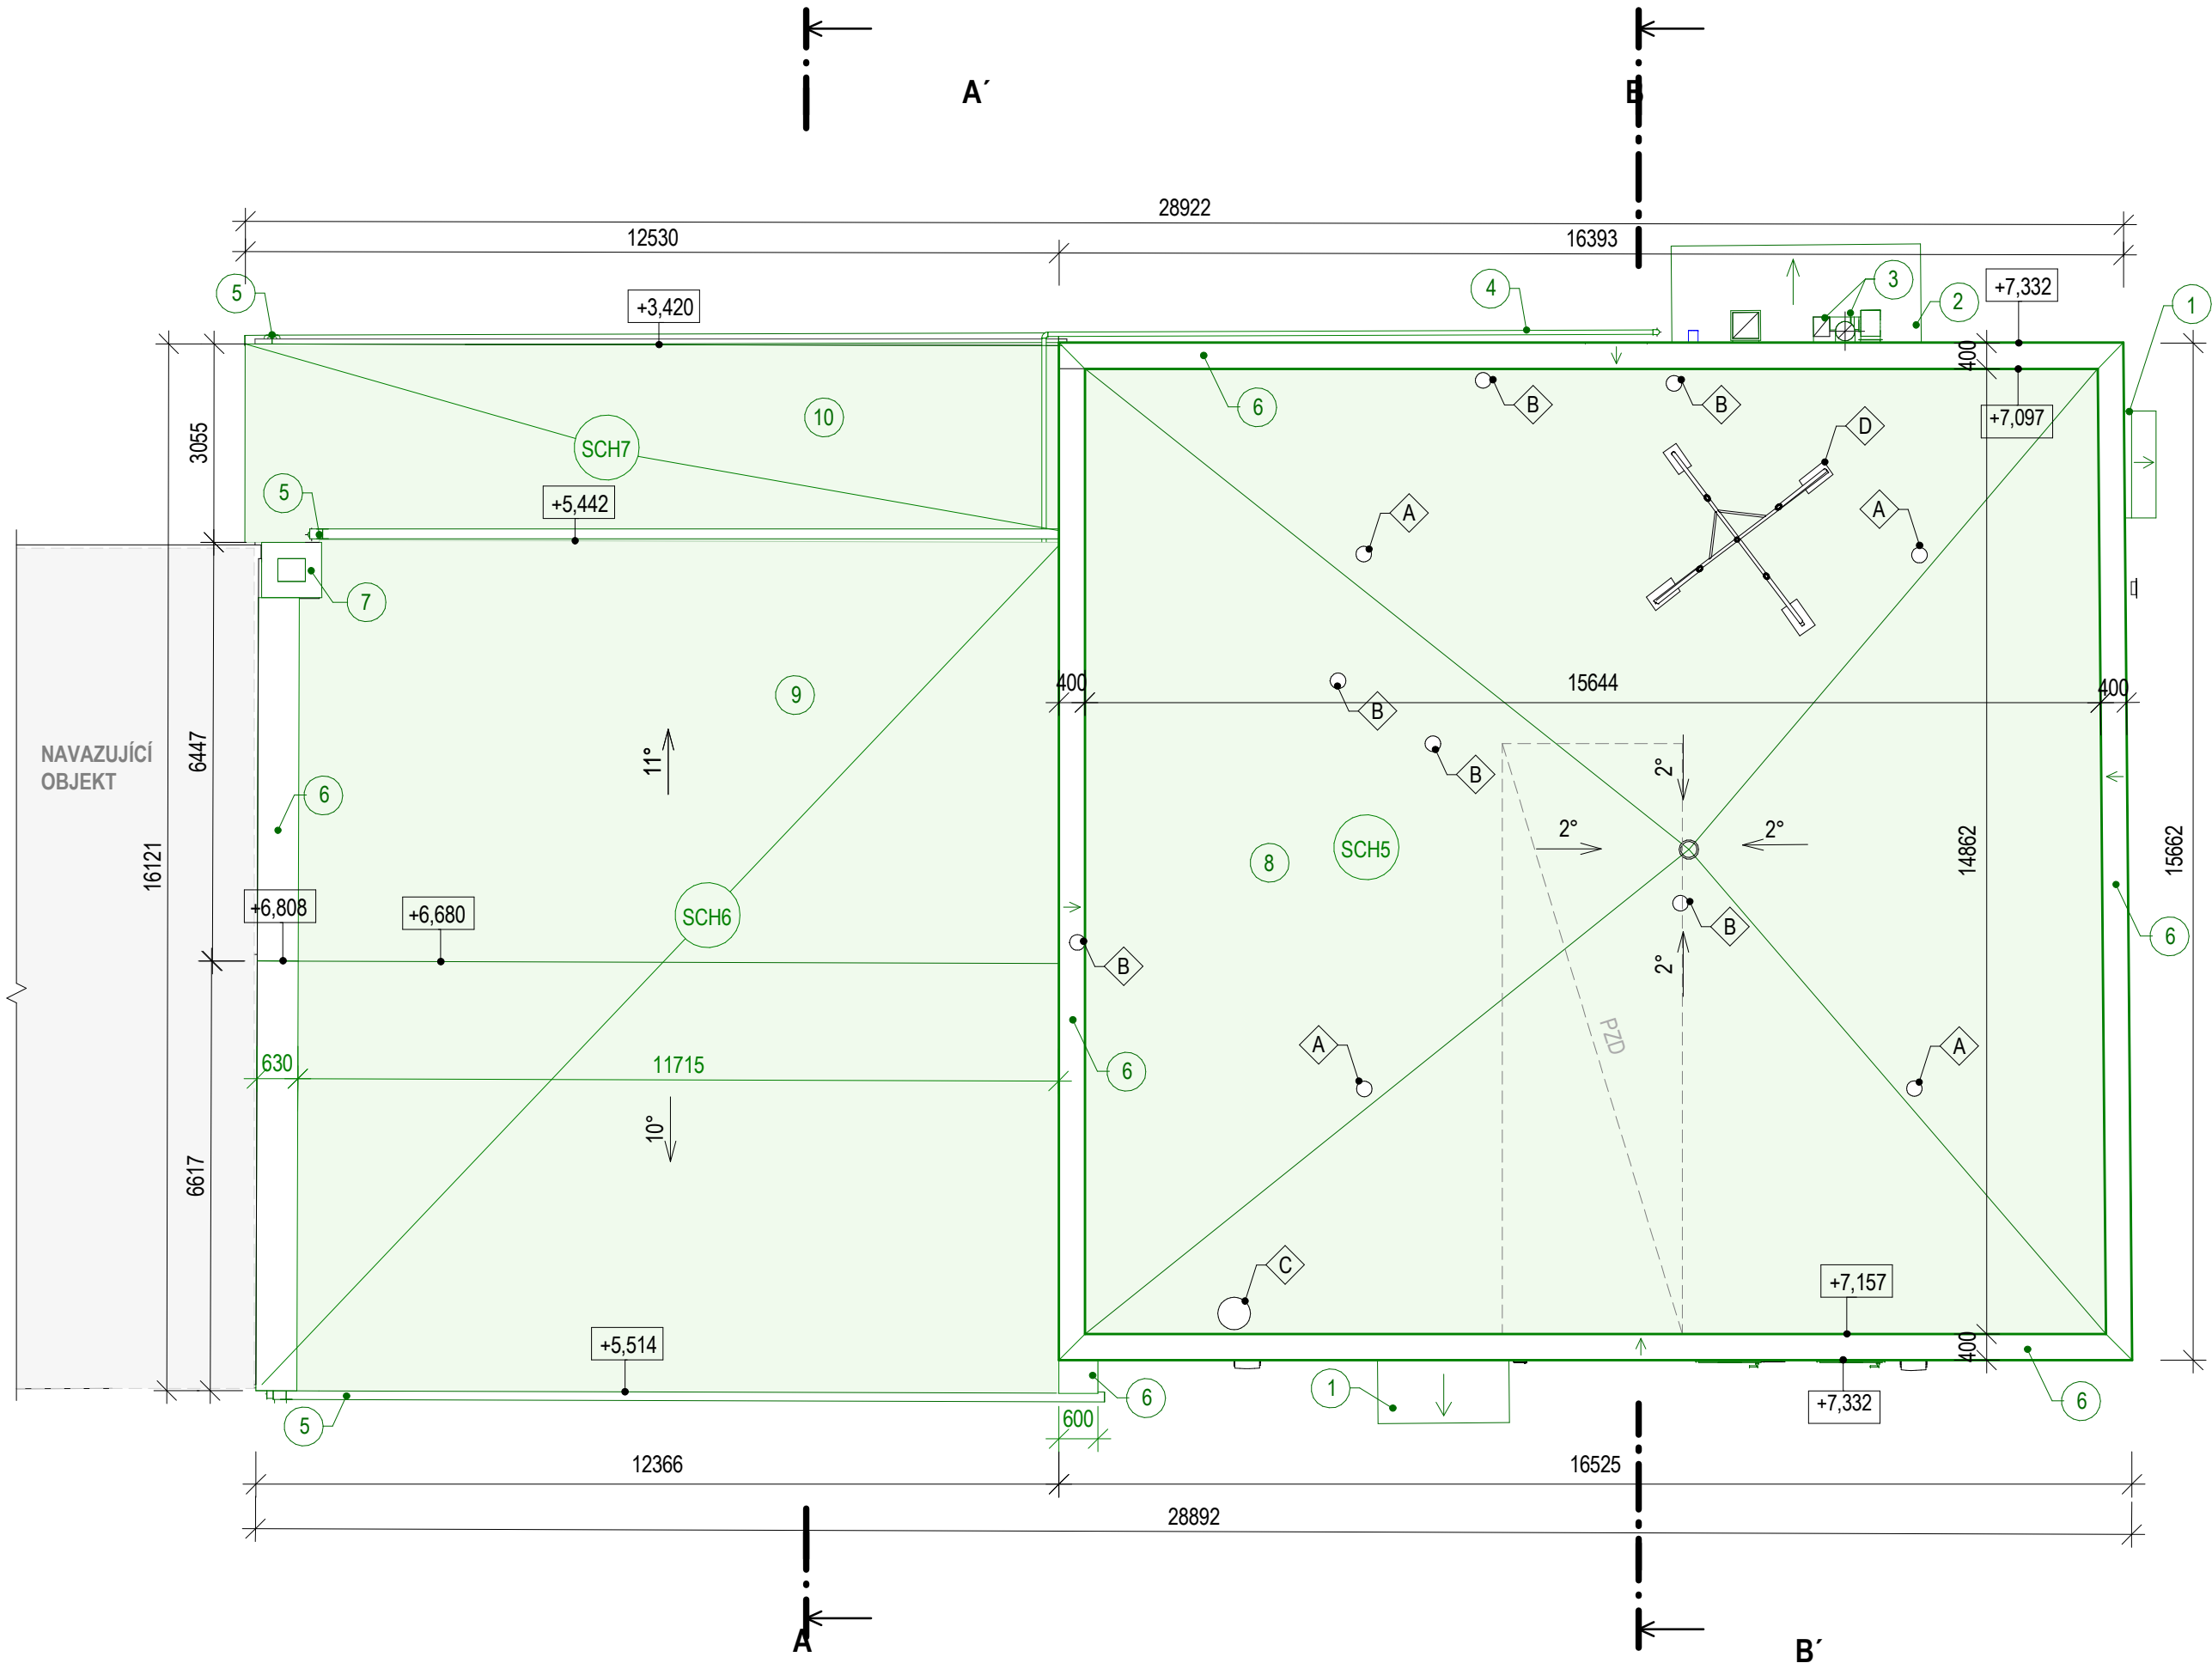 A´
B
28922
12530
16393
5
+3,420
4
3
2
+7,332
1
400
6
B
B
+7,097
10
D
3055
SCH7
5
+5,442
A
A
7
400
15644
400
9
B
NAVAZUJÍCÍ
OBJEKT
6447
11°
B
2°
6
2°
2°
8
SCH5
14862
15662
16121
+6,808
+6,680
SCH6
B
6
B
2°
PZD
A
A
630
11715
6
10°
6617
C
+7,157
+5,514
400
6
1
6
+7,332
6
5
600
12366
16525
28892
A
B´